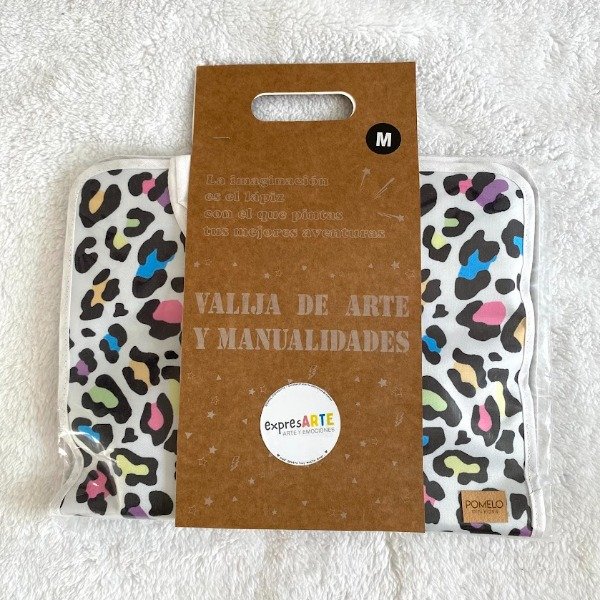 M
La imaginación
es el lápiz
con el que pintas
tus mejores aventuras
VALIJA DE ARTE
Y MANUALIDADES
expresARTE
ARTE Y EMOCIONES
POMELO